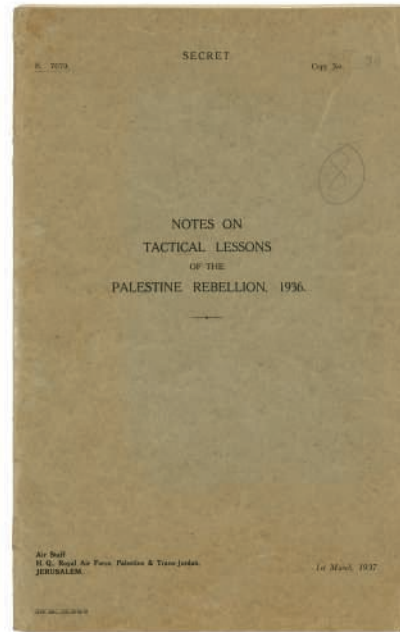 SECRET
Copy No
NOTES ON
TACTICAL LESSONS
OF THE
PALESTINE REBELLION, 1936.
Air Staff
H. Q., Royal Air Force, Palestine & Trans-Jordan.
JERUSALEM.
1st March, 1937